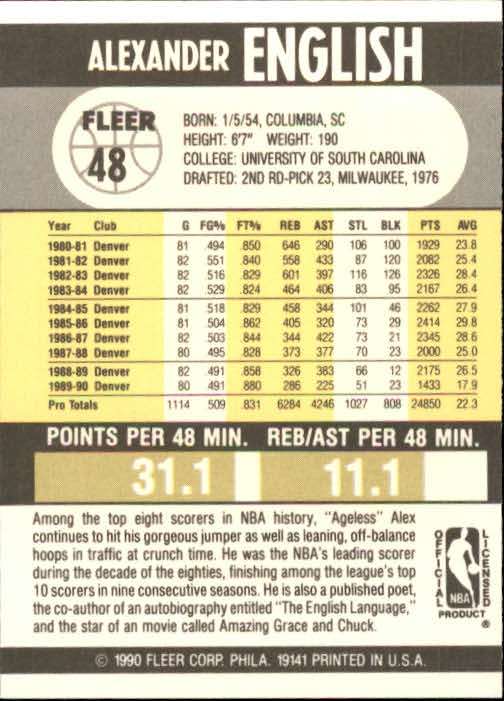 ALEXANDER ENGLISH
FLEER
48
BORN: 1/5/54, COLUMBIA, SC
HEIGHT: 6'7" WEIGHT: 190
COLLEGE: UNIVERSITY OF SOUTH CAROLINA
DRAFTED: 2ND RD-PICK 23, MILWAUKEE, 1976
Year Club G FG% FT% REB AST STL BLK PTS AVG
1980-81 Denver 81 .494 .850 646 290 106 100 1929 23.8
1981-82 Denver 82 .551 .840 558 433 87 120 2082 25.4
1982-83 Denver 82 .516 .829 601 397 116 126 2326 28.4
1983-84 Denver 82 .529 .824 464 406 83 95 2167 26.4
1984-85 Denver 81 .518 .829 458 344 101 46 2262 27.9
1985-86 Denver 81 .504 .862 405 320 73 29 2414 29.8
1986-87 Denver 82 .503 .844 344 422 73 21 2345 28.6
1987-88 Denver 80 .495 .828 373 377 70 23 2000 25.0
1988-89 Denver 82 .491 .858 326 383 66 12 2175 26.5
1989-90 Denver 80 .491 .880 286 225 51 23 1433 17.9
Pro Totals 1114 .509 .831 6284 4246 1027 808 24850 22.3
POINTS PER 48 MIN. REB/AST PER 48 MIN.
31.1 11.1
Among the top eight scorers in NBA history, "Ageless" Alex
continues to hit his gorgeous jumper as well as leaning, off-balance
hoops in traffic at crunch time. He was the NBA's leading scorer
during the decade of the eighties, finishing among the league's top
10 scorers in nine consecutive seasons. He is also a published poet,
the co-author of an autobiography entitled "The English Language,"
and the star of an movie called Amazing Grace and Chuck.
OFFICIAL
LICENSED
NBA
PRODUCT ®
© 1990 FLEER CORP. PHILA. 19141 PRINTED IN U.S.A.